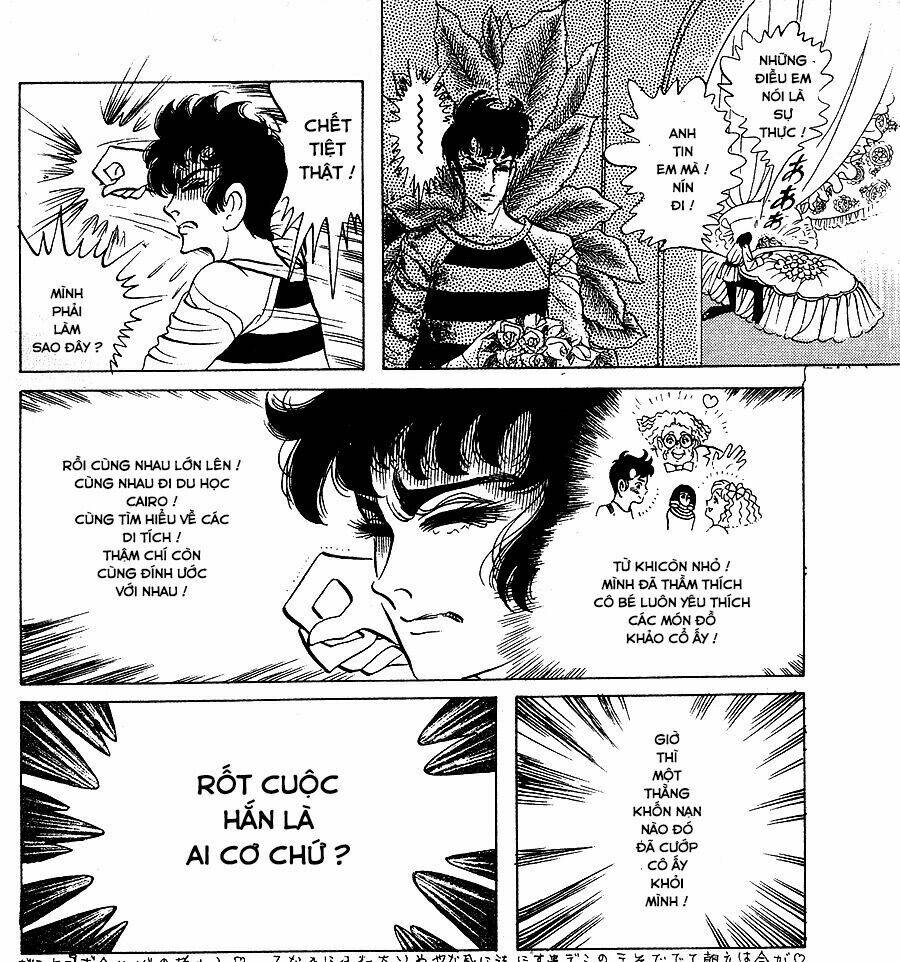 NHỮNG
ĐIỀU EM
NÓI LÀ
SỰ
THỰC !
ANH
TIN
EM MÀ !
NÍN
ĐI !
あああ
CHẾT
TIỆT
THẬT !
MÌNH
PHẢI
LÀM
SAO ĐÂY ?
TỪ KHICÒN NHỎ !
MÌNH ĐÃ THẦM THÍCH
CÔ BÉ LUÔN YÊU THÍCH
CÁC MÓN ĐỒ
KHẢO CỔ ẤY !
RỒI CÙNG NHAU LỚN LÊN !
CÙNG NHAU ĐI DU HỌC
CAIRO !
CÙNG TÌM HIỂU VỀ CÁC
DI TÍCH !
THẬM CHÍ CÒN
CÙNG ĐÍNH ƯỚC
VỚI NHAU !
GIỜ
THÌ
MỘT
THẰNG
KHỐN NẠN
NÀO ĐÓ
ĐÃ CƯỚP
CÔ ẤY
KHỎI
MÌNH !
RỐT CUỘC
HẮN LÀ
AI CƠ CHỨ ?